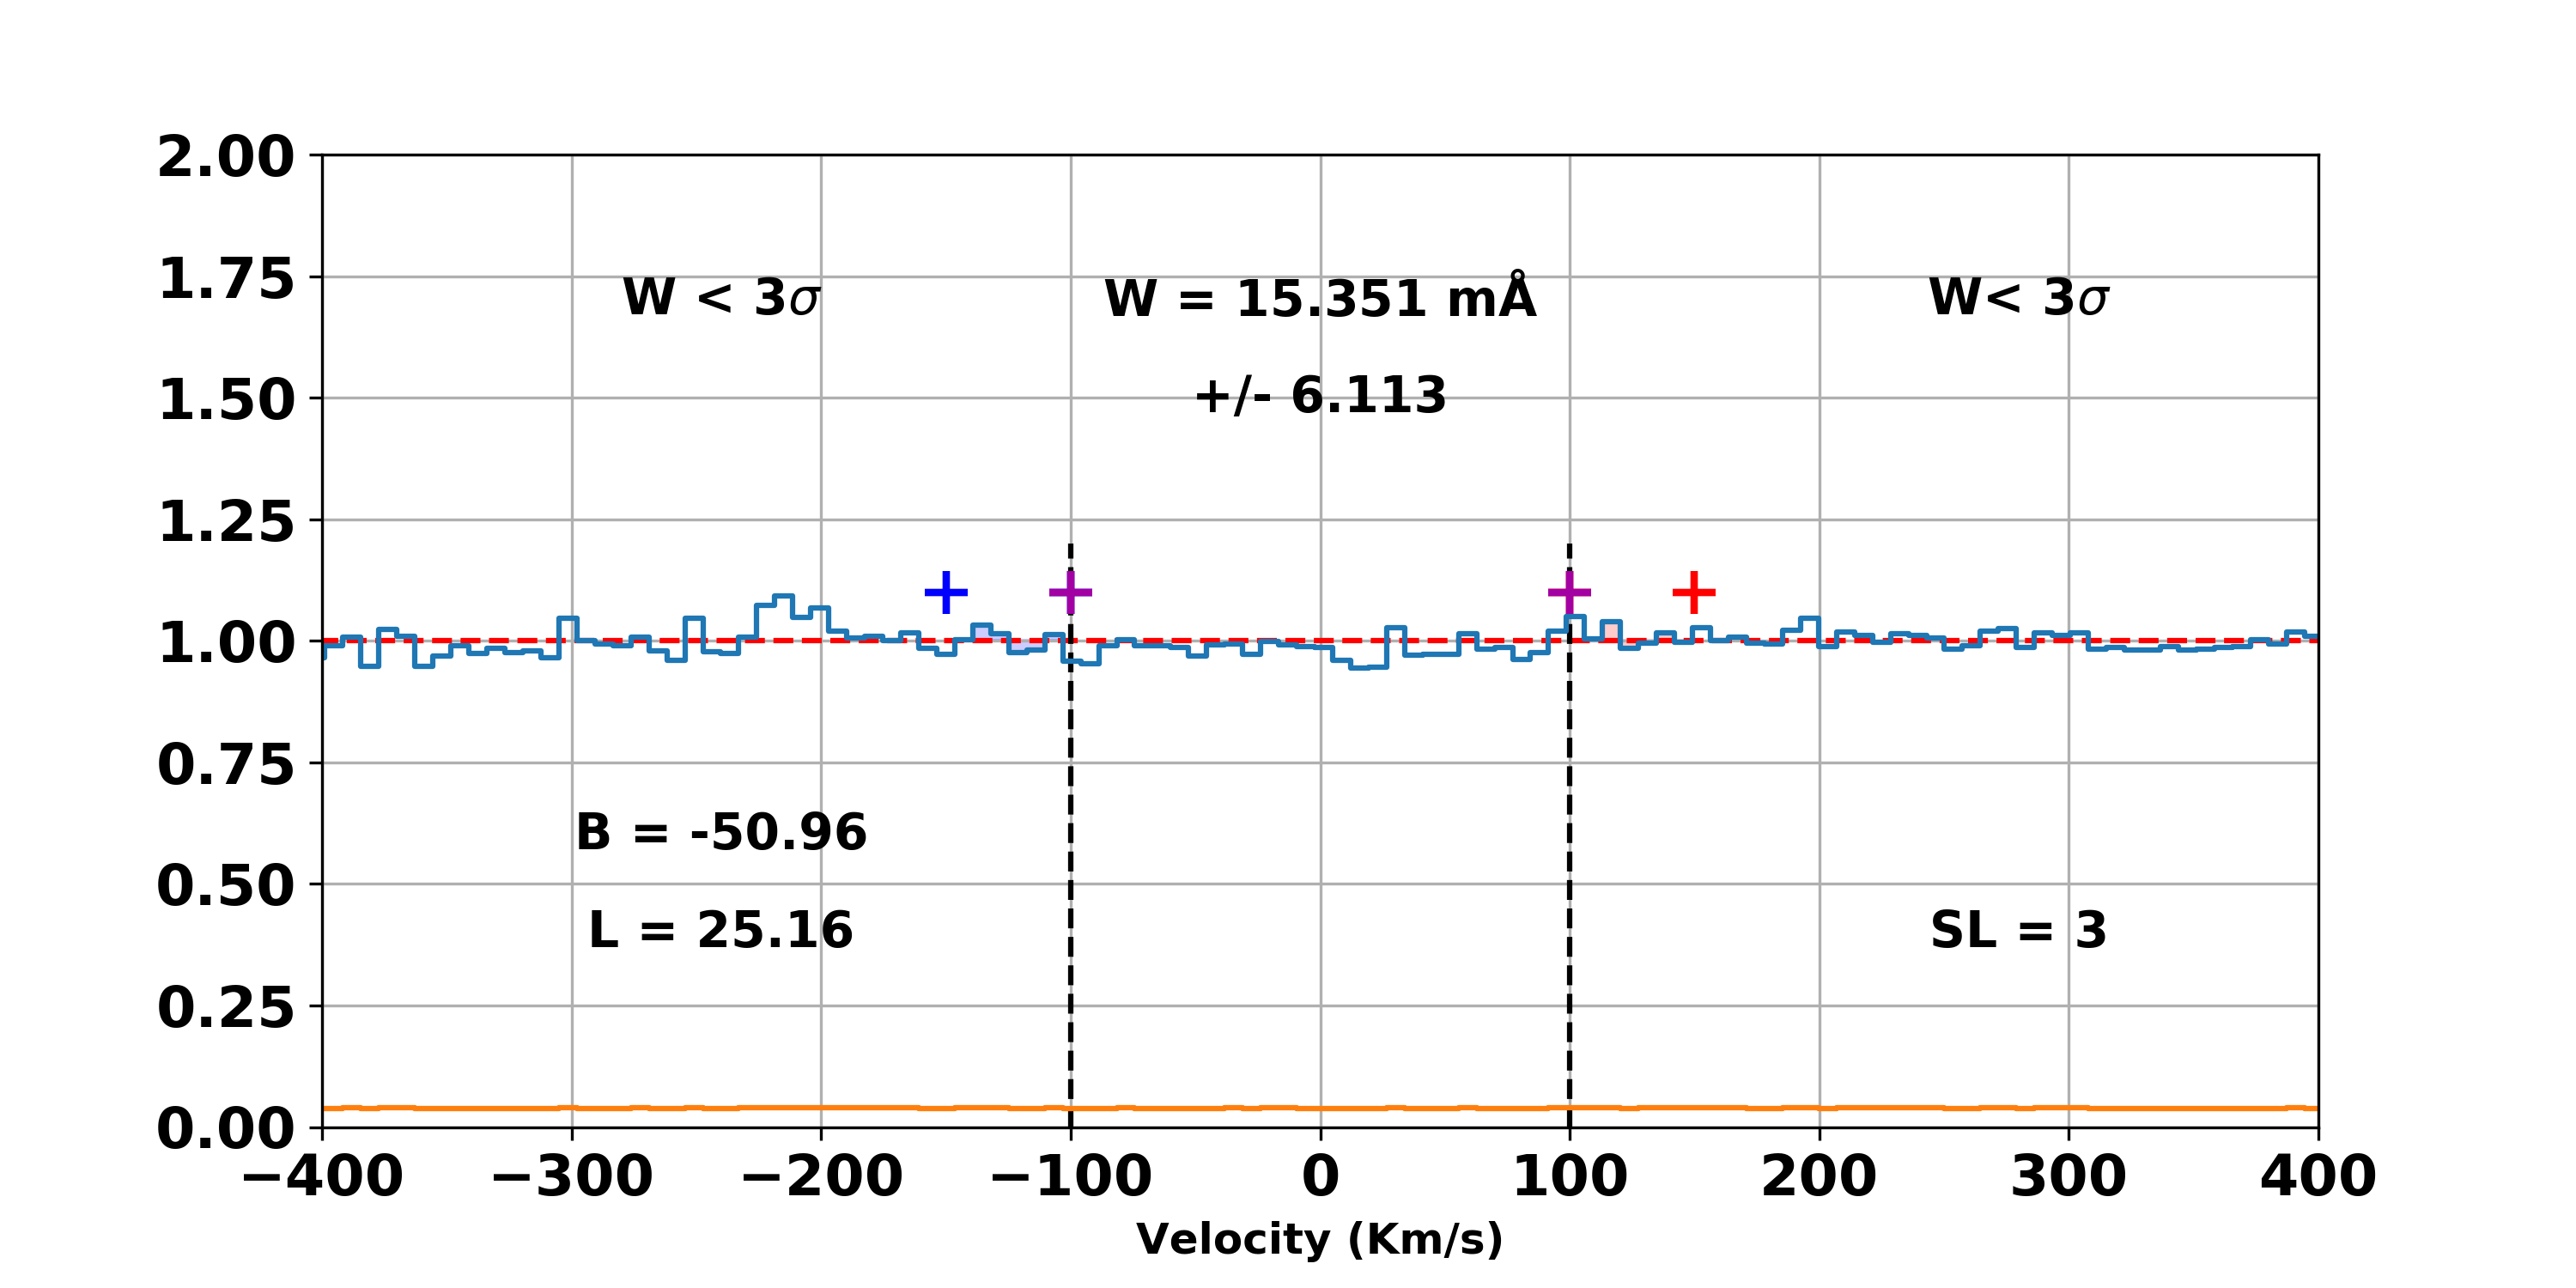 2.00
1.75
W < 3σ
W = 15.351 mÅ
W< 3σ
1.50
+/- 6.113
1.25
1.00
0.75
B = -50.96
0.50
L = 25.16
SL = 3
0.25
0.00
−400 −300 −200 −100 0 100 200 300 400
Velocity (Km/s)